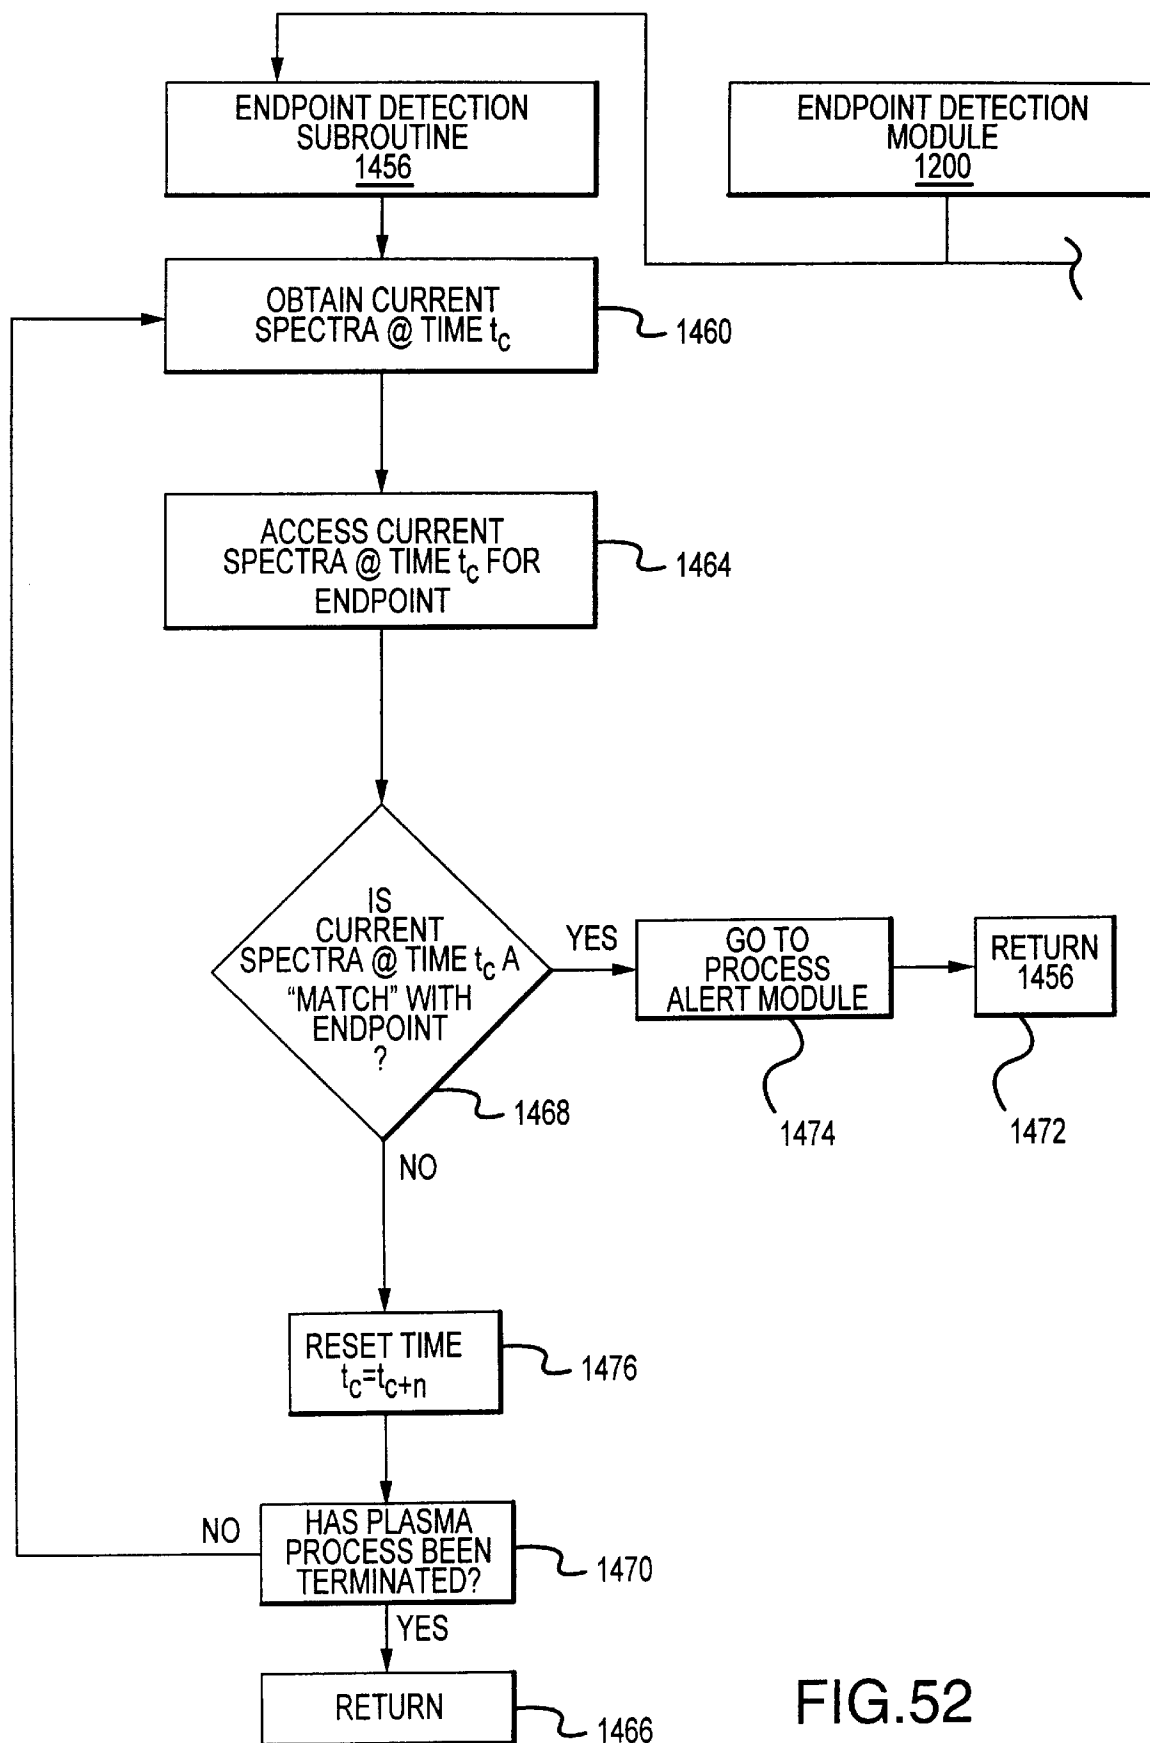 ENDPOINT DETECTION
SUBROUTINE
1456
ENDPOINT DETECTION
MODULE
1200
OBTAIN CURRENT
SPECTRA @ TIME tc
1460
ACCESS CURRENT
SPECTRA @ TIME tc FOR
ENDPOINT
1464
IS
CURRENT
SPECTRA @ TIME tc A
“MATCH” WITH
ENDPOINT
?
1468
YES
GO TO
PROCESS
ALERT MODULE
1474
RETURN
1456
1472
NO
RESET TIME
tc=tc+n
1476
HAS PLASMA
PROCESS BEEN
TERMINATED?
1470
NO
YES
RETURN
1466
FIG.52